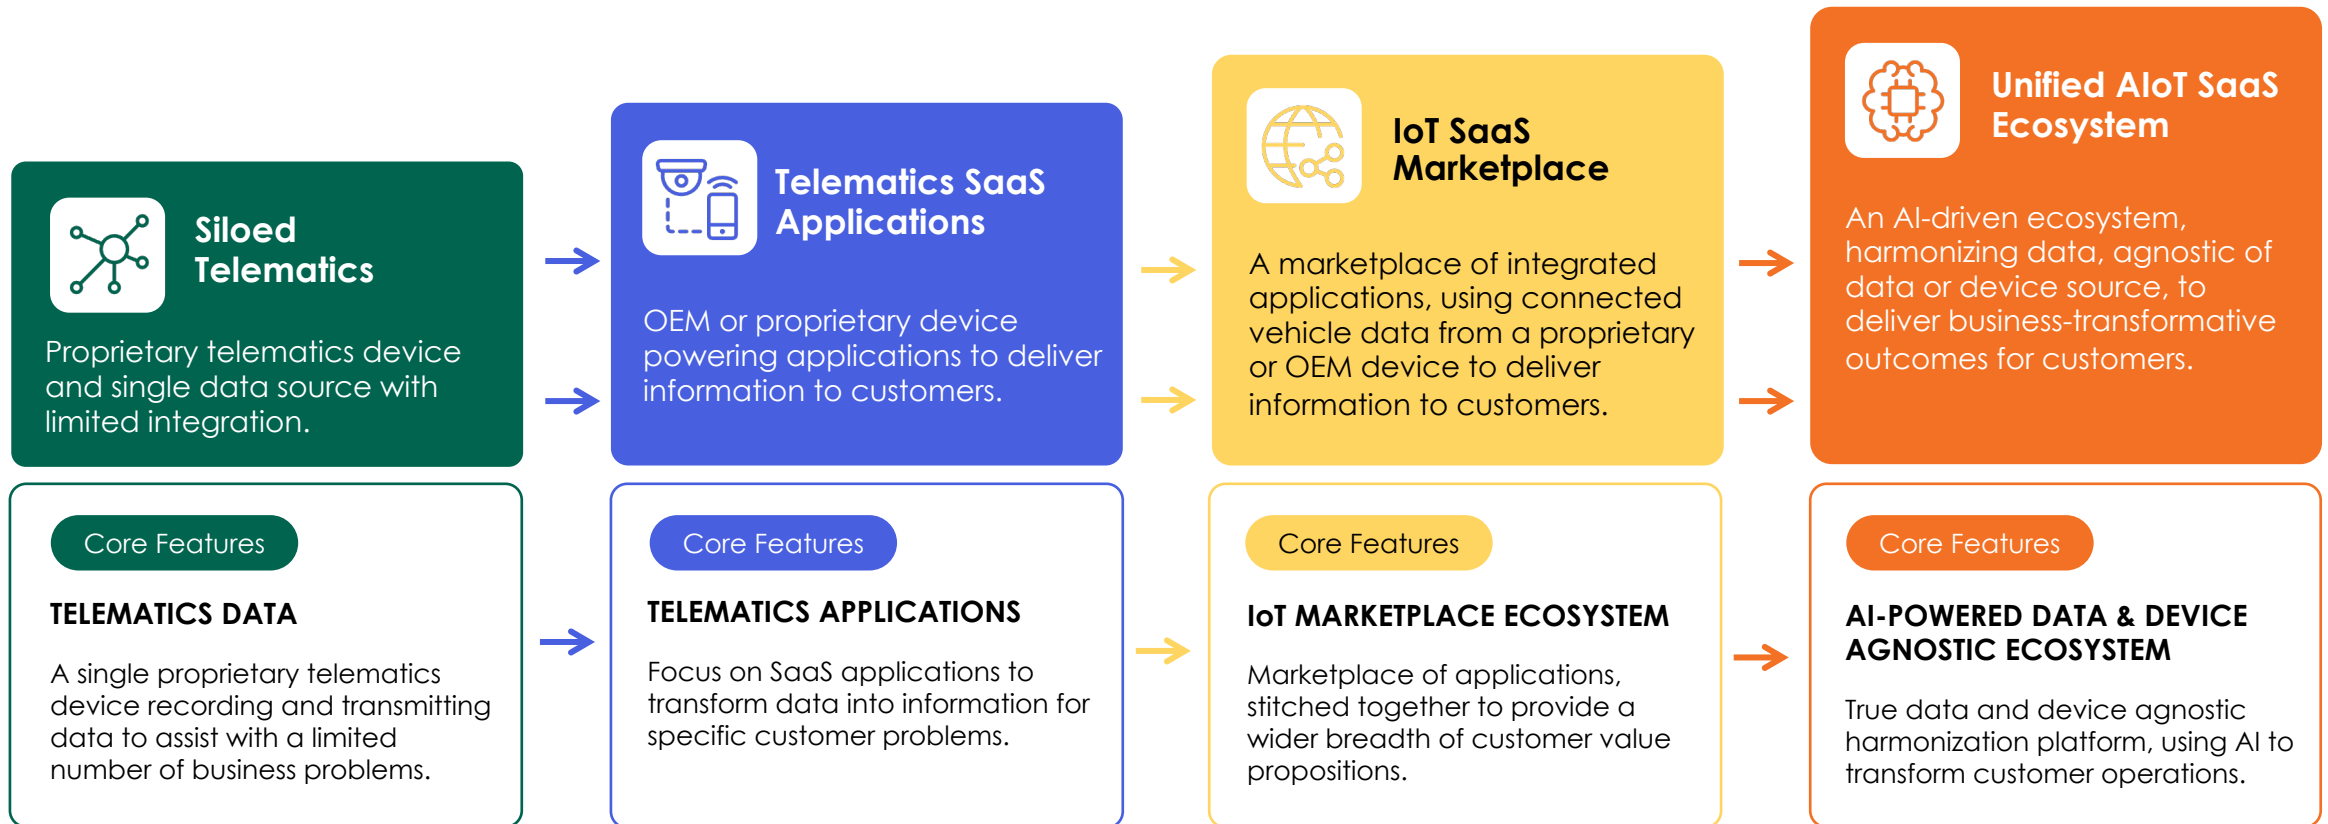 Siloed
Telematics
Proprietary telematics device
and single data source with
limited integration.
Telematics SaaS
Applications
OEM or proprietary device
powering applications to deliver
information to customers.
IoT SaaS
Marketplace
A marketplace of integrated
applications, using connected
vehicle data from a proprietary
or OEM device to deliver
information to customers.
Unified AIoT SaaS
Ecosystem
An AI-driven ecosystem,
harmonizing data, agnostic of
data or device source, to
deliver business-transformative
outcomes for customers.
Core Features
TELEMATICS DATA
A single proprietary telematics
device recording and transmitting
data to assist with a limited
number of business problems.
Core Features
TELEMATICS APPLICATIONS
Focus on SaaS applications to
transform data into information for
specific customer problems.
Core Features
IoT MARKETPLACE ECOSYSTEM
Marketplace of applications,
stitched together to provide a
wider breadth of customer value
propositions.
Core Features
AI-POWERED DATA & DEVICE
AGNOSTIC ECOSYSTEM
True data and device agnostic
harmonization platform, using AI to
transform customer operations.